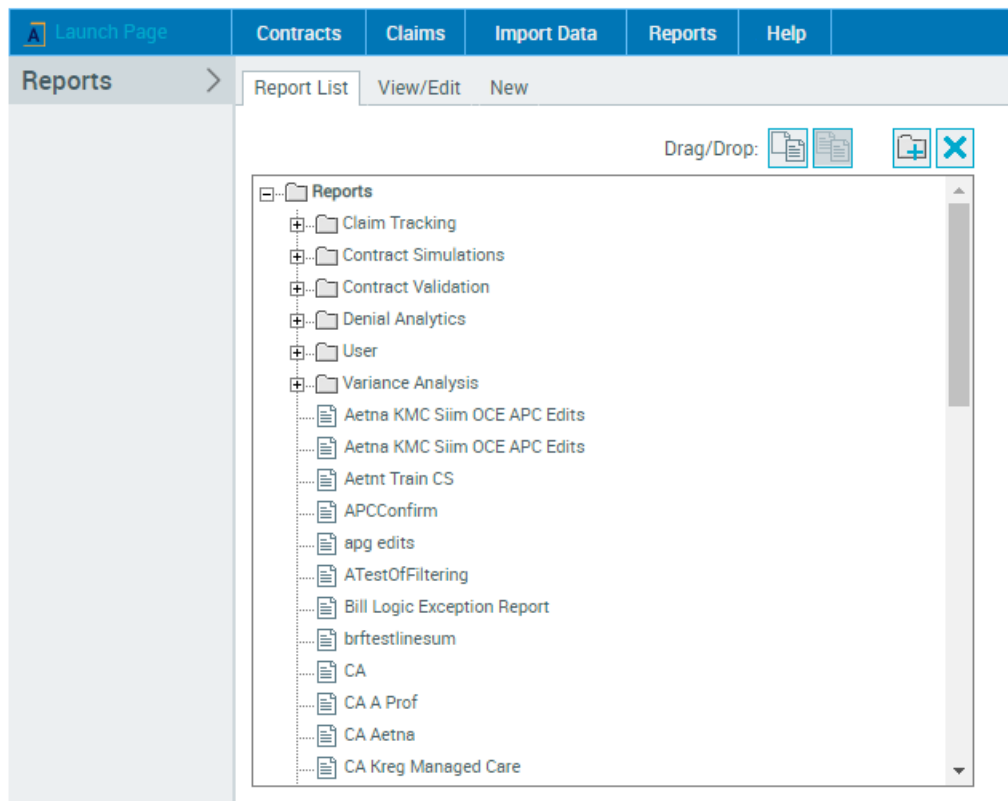 A Launch Page Contracts Claims Import Data Reports Help
Reports
Report List View/Edit New
Drag/Drop:
Reports
Claim Tracking
Contract Simulations
Contract Validation
Denial Analytics
User
Variance Analysis
Aetna KMC Siim OCE APC Edits
Aetna KMC Siim OCE APC Edits
Aetnt Train CS
APCConfirm
apg edits
ATestOfFiltering
Bill Logic Exception Report
brftestlinesum
CA
CA A Prof
CA Aetna
CA Kreg Managed Care